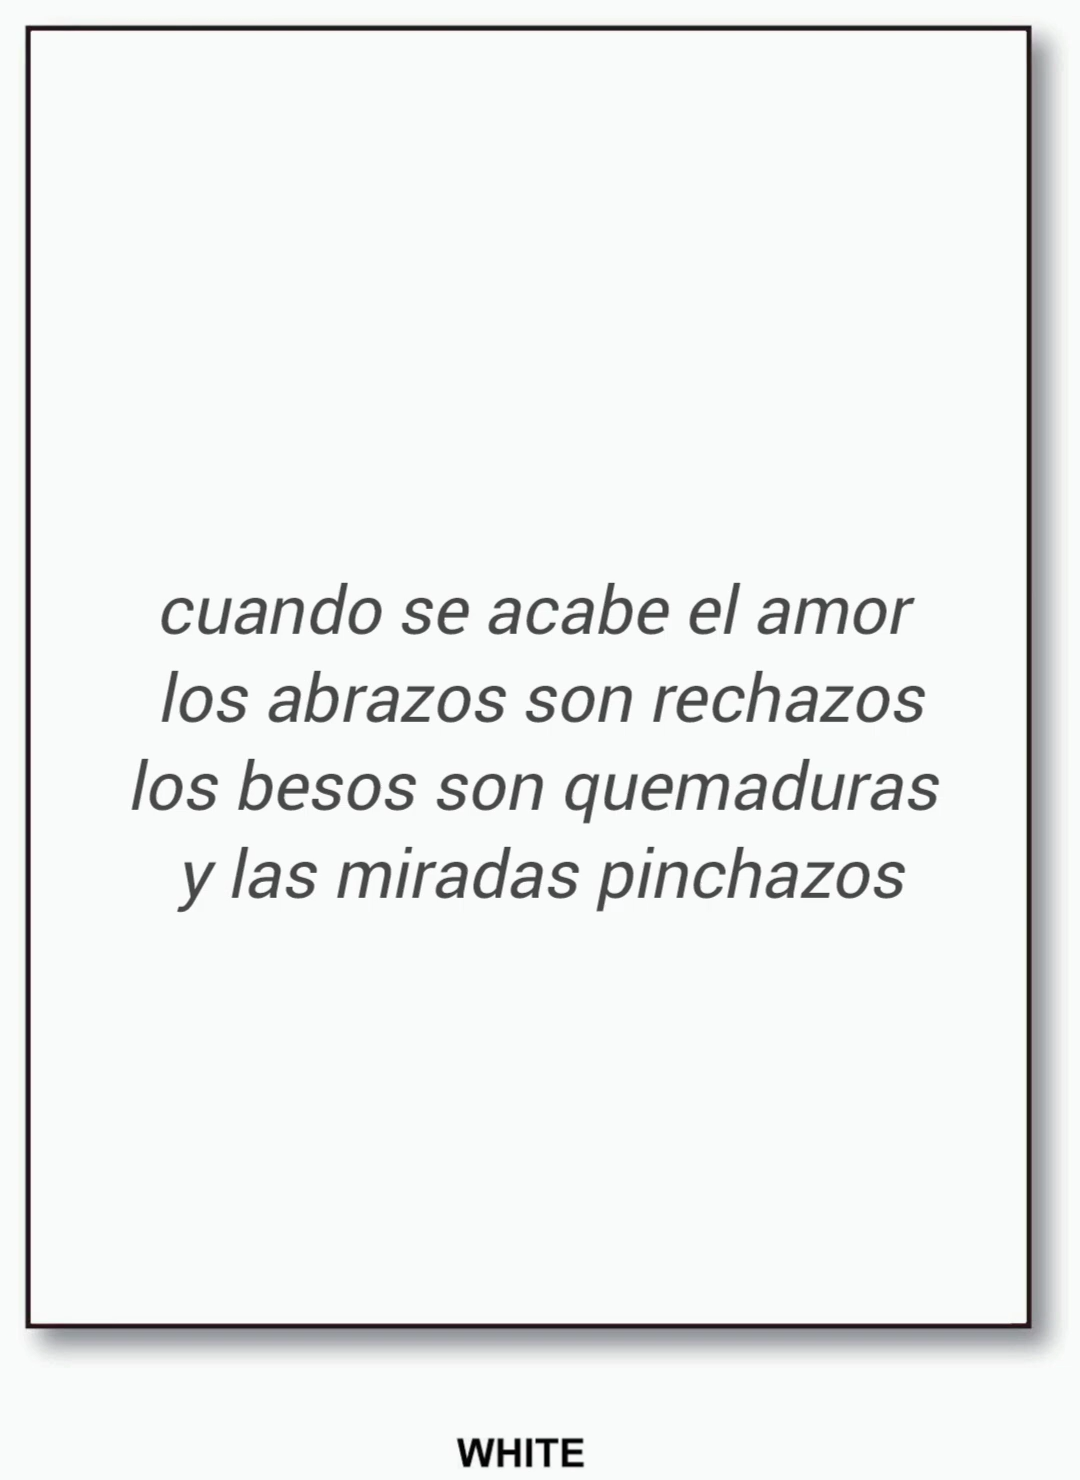 cuando se acabe el amor
los abrazos son rechazos
los besos son quemaduras
y las miradas pinchazos
WHITE